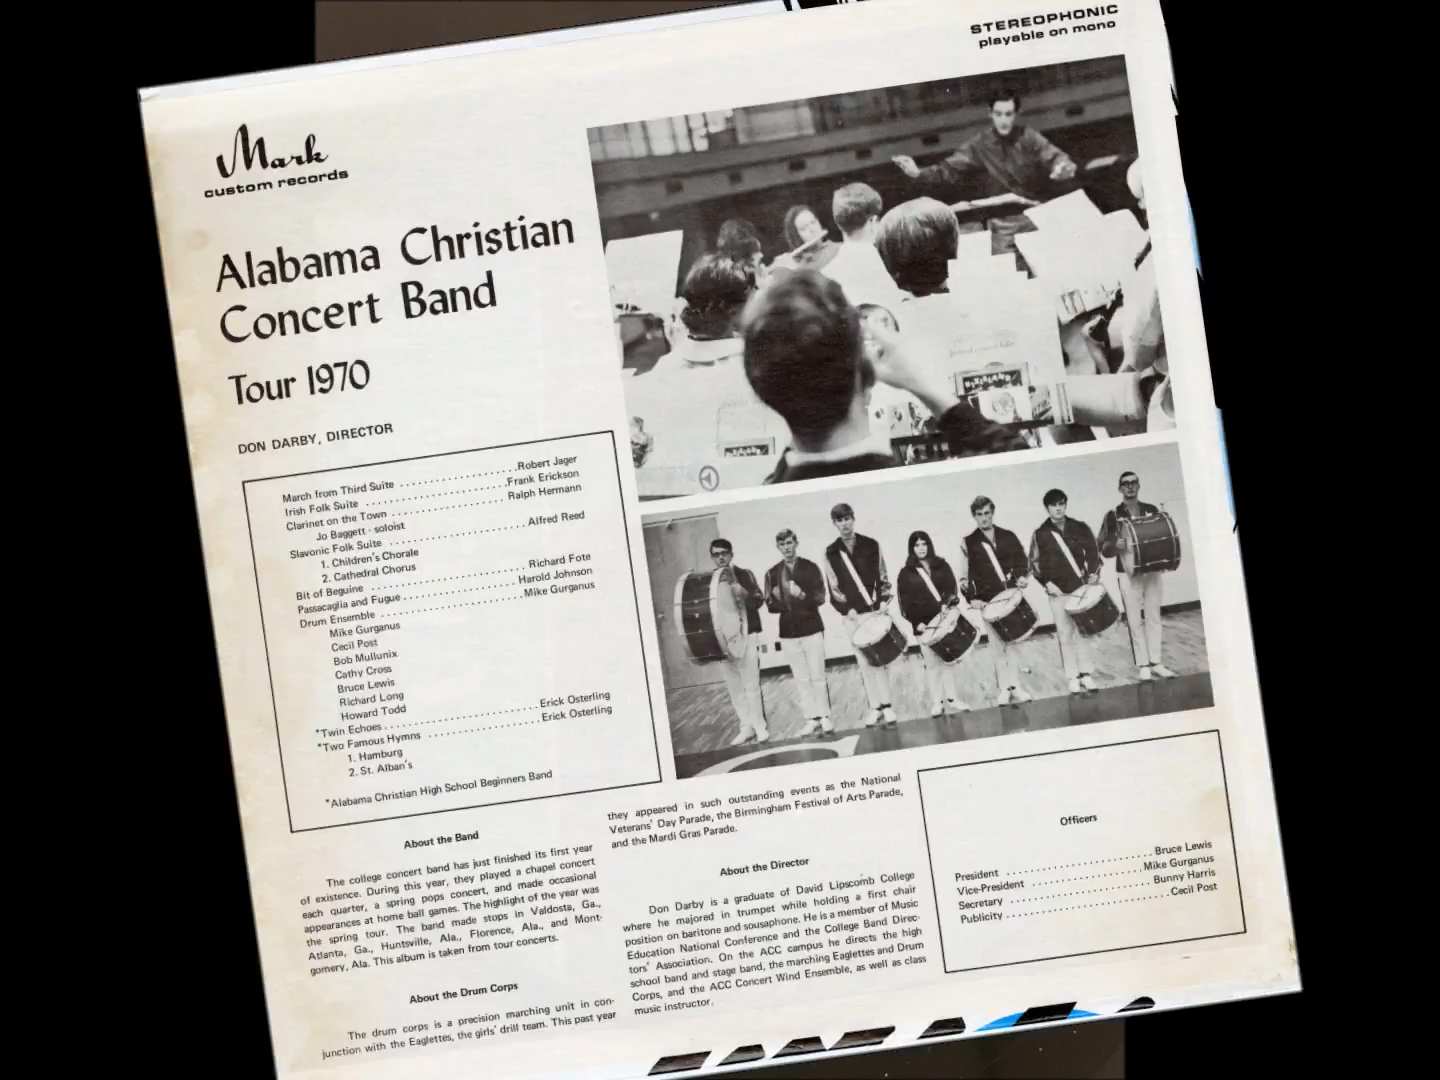 STEREOPHONIC
playable on mono
Mark
custom records
Alabama Christian
Concert Band
Tour 1970
DON DARBY, DIRECTOR
March from Third Suite ..................... Robert Jager
Irish Folk Suite ......................... Frank Erickson
Clarinet on the Town .................... Ralph Hermann
Jo Baggett - soloist
Slavonic Folk Suite ........................ Alfred Reed
1. Children's Chorale
2. Cathedral Chorus
Bit of Beguine ........................... Richard Fote
Passacaglia and Fugue .................. Harold Johnson
Drum Ensemble ........................ Mike Gurganus
Mike Gurganus
Cecil Post
Bob Mullunix
Cathy Cross
Bruce Lewis
Richard Long
Howard Todd
*Twin Echoes ........................... Erick Osterling
*Two Famous Hymns .................... Erick Osterling
1. Hamburg
2. St. Alban's
*Alabama Christian High School Beginners Band
DIXIELAND
DIXIELAND
About the Band
The college concert band has just finished its first year
of existence. During this year, they played a chapel concert
each quarter, a spring pops concert, and made occasional
appearances at home ball games. The highlight of the year was
the spring tour. The band made stops in Valdosta, Ga.,
Atlanta, Ga., Huntsville, Ala., Florence, Ala., and Mont-
gomery, Ala. This album is taken from tour concerts.
About the Drum Corps
The drum corps is a precision marching unit in con-
junction with the Eaglettes, the girls' drill team. This past year
they appeared in such outstanding events as the National
Veterans' Day Parade, the Birmingham Festival of Arts Parade,
and the Mardi Gras Parade.
About the Director
Don Darby is a graduate of David Lipscomb College
where he majored in trumpet while holding a first chair
position on baritone and sousaphone. He is a member of Music
Education National Conference and the College Band Direc-
tors' Association. On the ACC campus he directs the high
school band and stage band, the marching Eaglettes and Drum
Corps, and the ACC Concert Wind Ensemble, as well as class
music instructor.
Officers
President ........................ Bruce Lewis
Vice-President .................. Mike Gurganus
Secretary ........................ Bunny Harris
Publicity ........................... Cecil Post